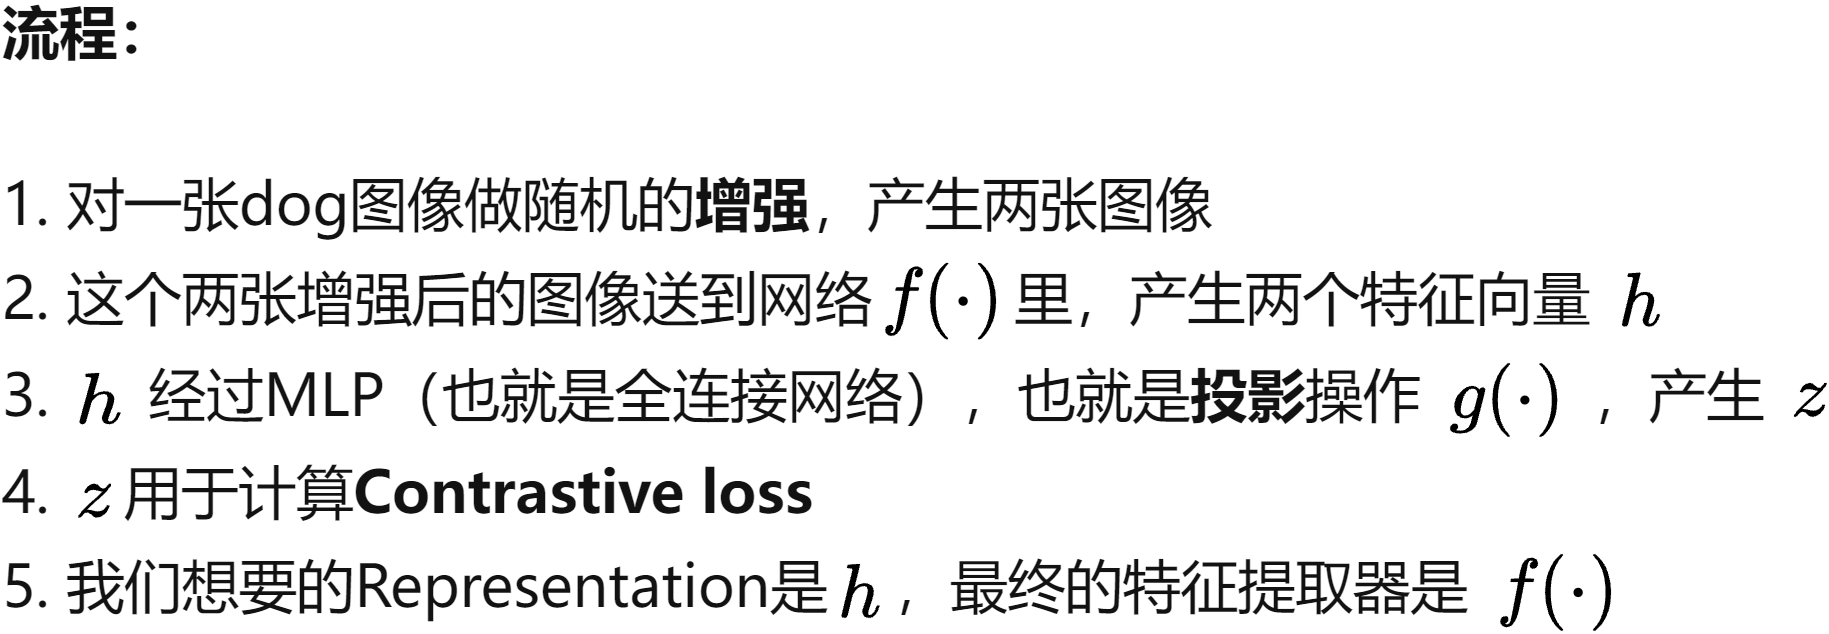 流程：
1. 对一张dog图像做随机的增强，产生两张图像
2. 这个两张增强后的图像送到网络 f(·) 里，产生两个特征向量 h
3. h 经过MLP（也就是全连接网络），也就是投影操作 g(·) ，产生 z
4. z 用于计算Contrastive loss
5. 我们想要的Representation是 h ，最终的特征提取器是 f(·)